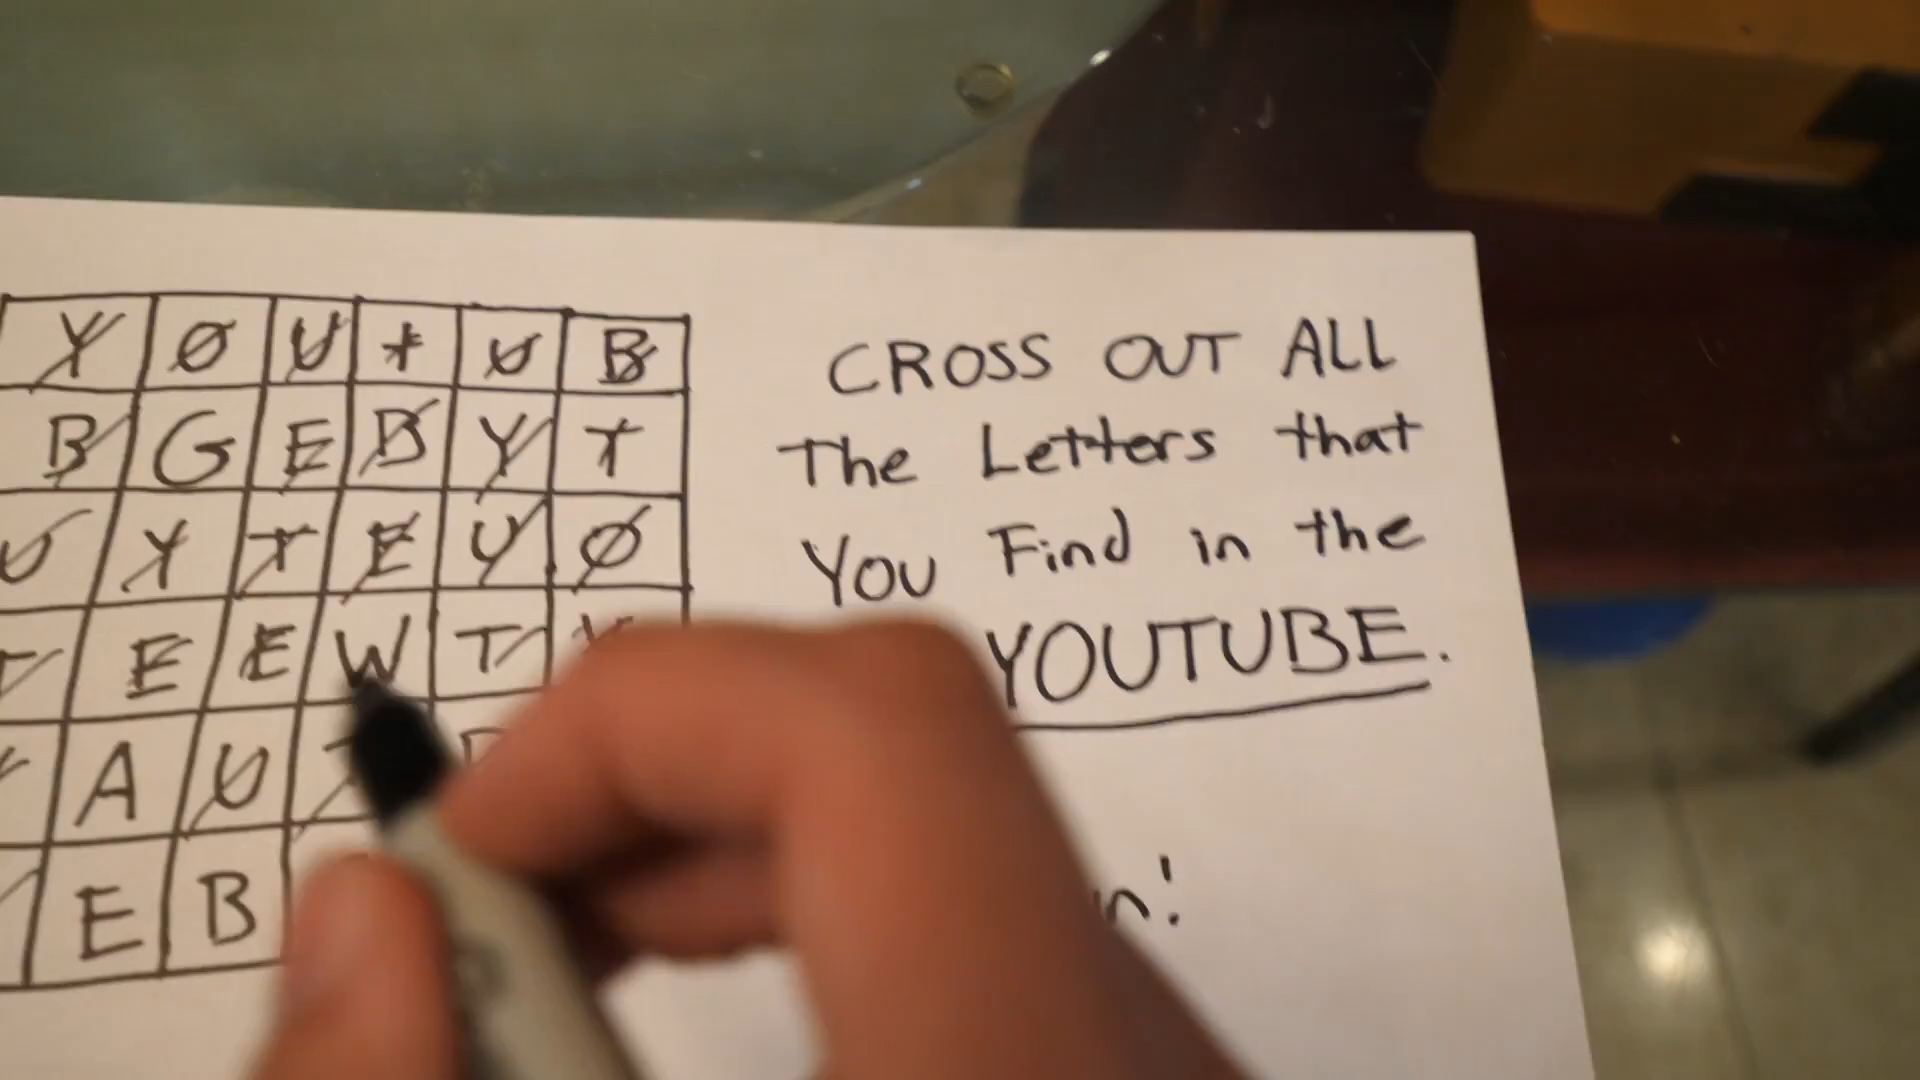 Y O U T U B
B G E B Y T
U Y T E U O
T E E W T
A U
E B
CROSS OUT ALL
The Letters that
You Find in the
YOUTUBE.